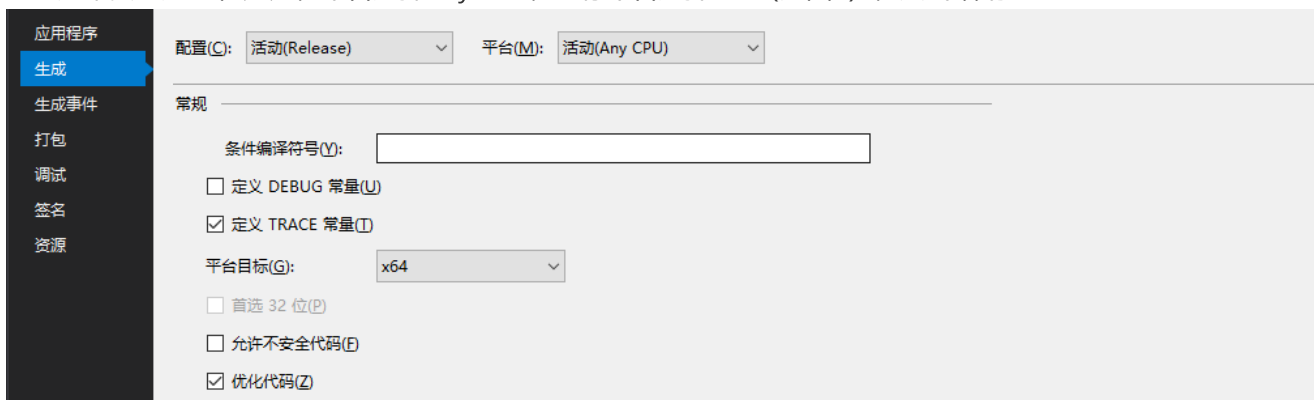 应用程序
生成
生成事件
打包
调试
签名
资源
配置(C): 活动(Release) 平台(M): 活动(Any CPU)
常规
条件编译符号(Y):
定义 DEBUG 常量(U)
定义 TRACE 常量(T)
平台目标(G): x64
首选 32 位(P)
允许不安全代码(F)
优化代码(Z)